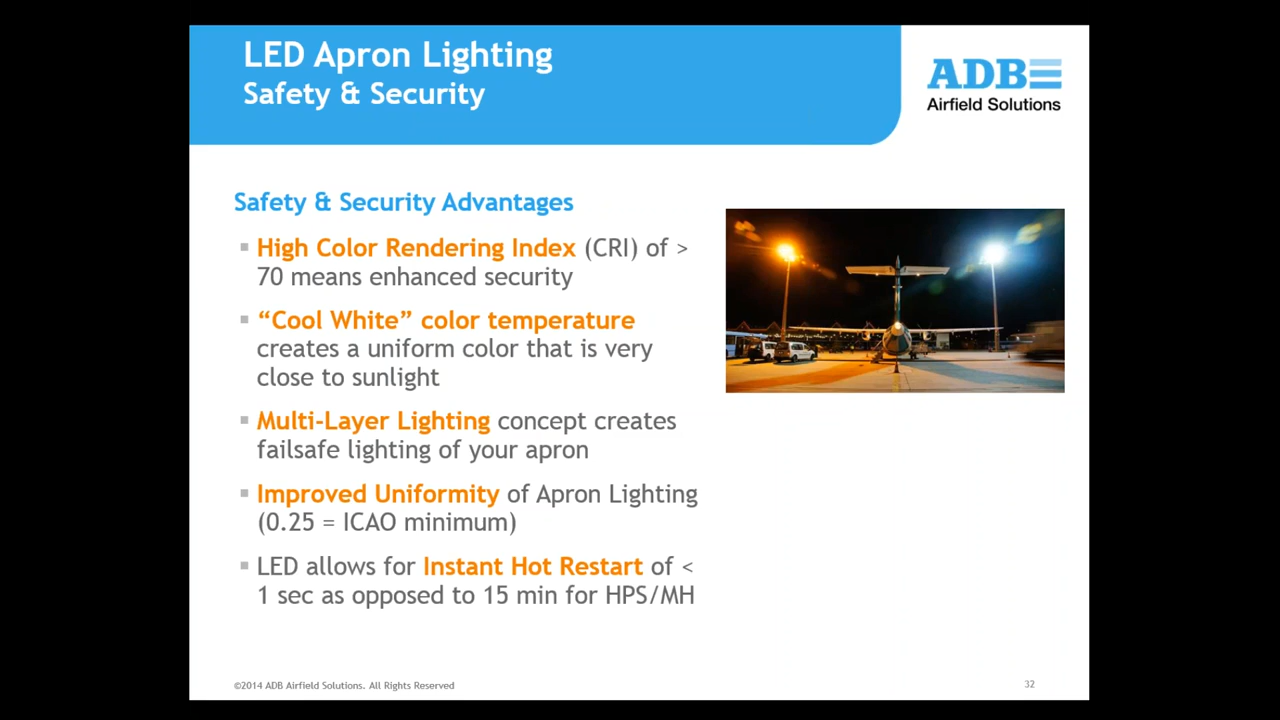 LED Apron Lighting
Safety & Security
ADB
Airfield Solutions
Safety & Security Advantages
High Color Rendering Index (CRI) of >
70 means enhanced security
“Cool White” color temperature
creates a uniform color that is very
close to sunlight
Multi-Layer Lighting concept creates
failsafe lighting of your apron
Improved Uniformity of Apron Lighting
(0.25 = ICAO minimum)
LED allows for Instant Hot Restart of <
1 sec as opposed to 15 min for HPS/MH
©2014 ADB Airfield Solutions. All Rights Reserved
32